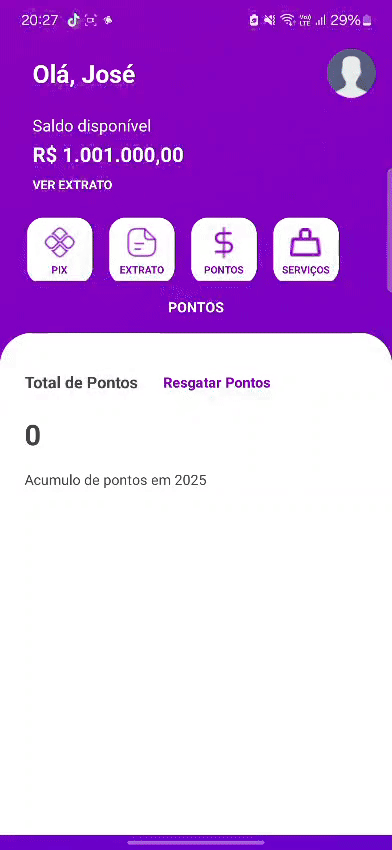 20:27 29%
Olá, José
Saldo disponível
R$ 1.001.000,00
VER EXTRATO
PIX EXTRATO PONTOS SERVIÇOS
PONTOS
Total de Pontos Resgatar Pontos
0
Acumulo de pontos em 2025